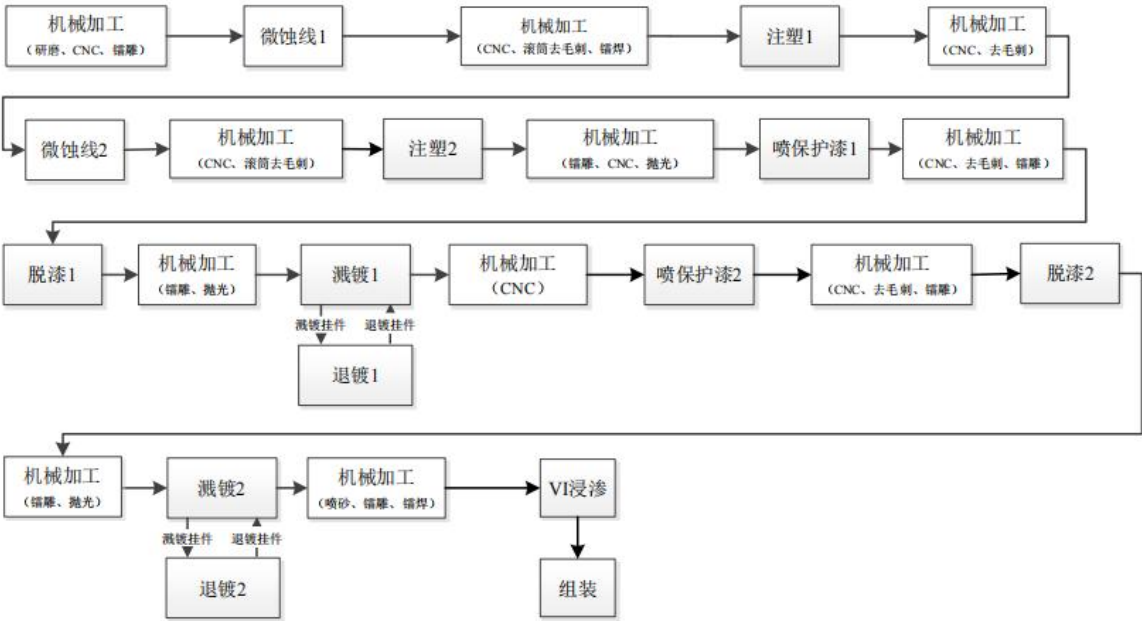 机械加工
（研磨、CNC、镭雕）
微蚀线1
机械加工
（CNC、滚筒去毛刺、镭焊）
注塑1
机械加工
（CNC、去毛刺）
微蚀线2
机械加工
（CNC、滚筒去毛刺）
注塑2
机械加工
（镭雕、CNC、抛光）
喷保护漆1
机械加工
（CNC、去毛刺、镭雕）
脱漆1
机械加工
（镭雕、抛光）
溅镀1
机械加工
（CNC）
喷保护漆2
机械加工
（CNC、去毛刺、镭雕）
脱漆2
溅镀挂件
退镀挂件
退镀1
机械加工
（镭雕、抛光）
溅镀2
机械加工
（喷砂、镭雕、镭焊）
VI浸渗
溅镀挂件
退镀挂件
退镀2
组装